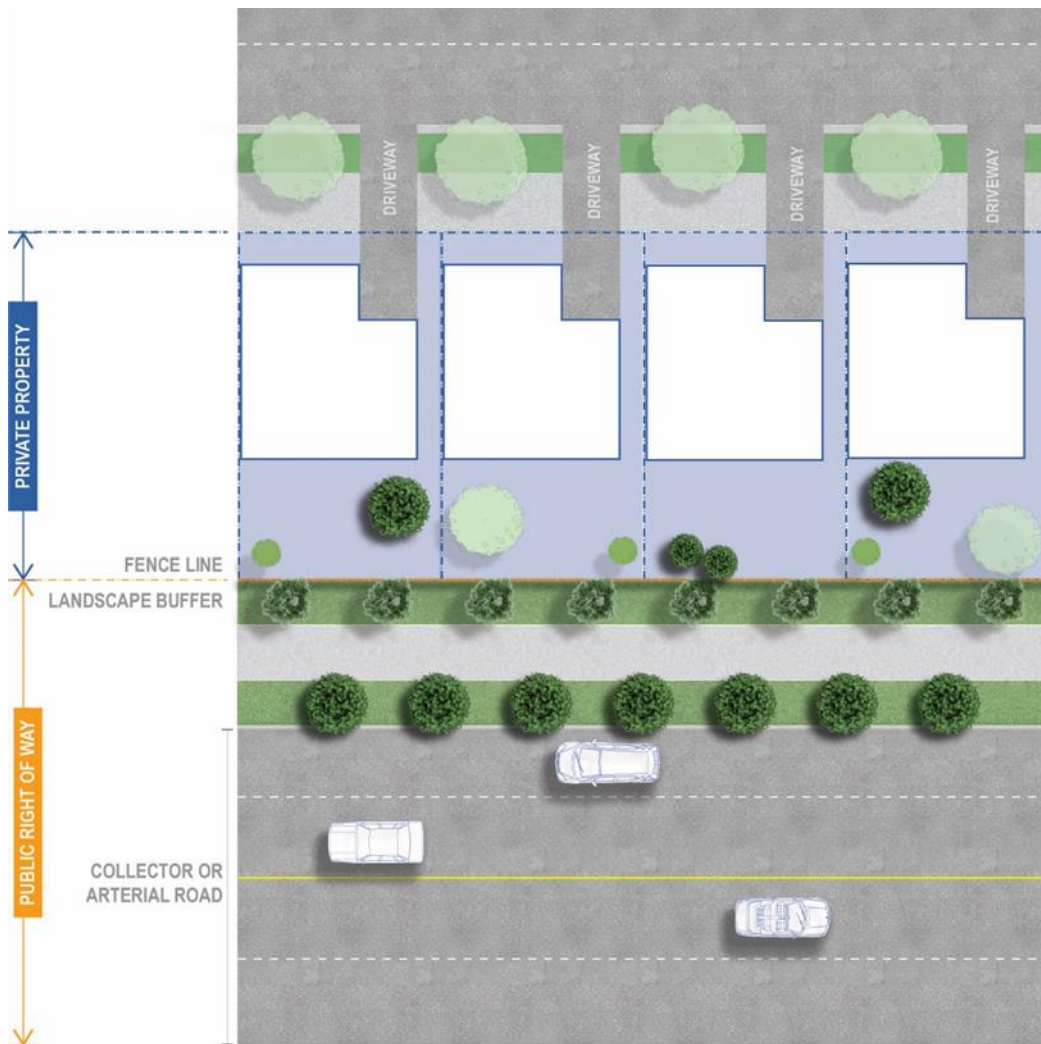 DRIVEWAY
DRIVEWAY
DRIVEWAY
DRIVEWAY
PRIVATE PROPERTY
FENCE LINE
LANDSCAPE BUFFER
PUBLIC RIGHT OF WAY
COLLECTOR OR
ARTERIAL ROAD